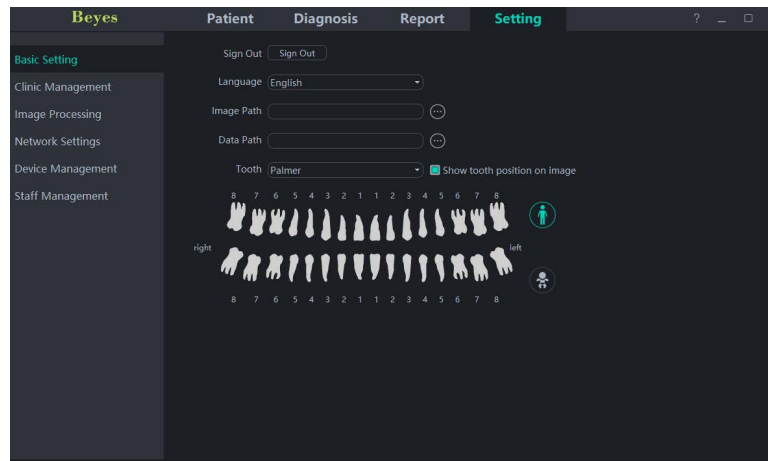 Beyes Patient Diagnosis Report Setting ? _
Basic Setting
Clinic Management
Image Processing
Network Settings
Device Management
Staff Management
Sign Out Sign Out
Language English
Image Path
Data Path
Tooth Palmer Show tooth position on image
8 7 6 5 4 3 2 1 1 2 3 4 5 6 7 8
right left
8 7 6 5 4 3 2 1 1 2 3 4 5 6 7 8